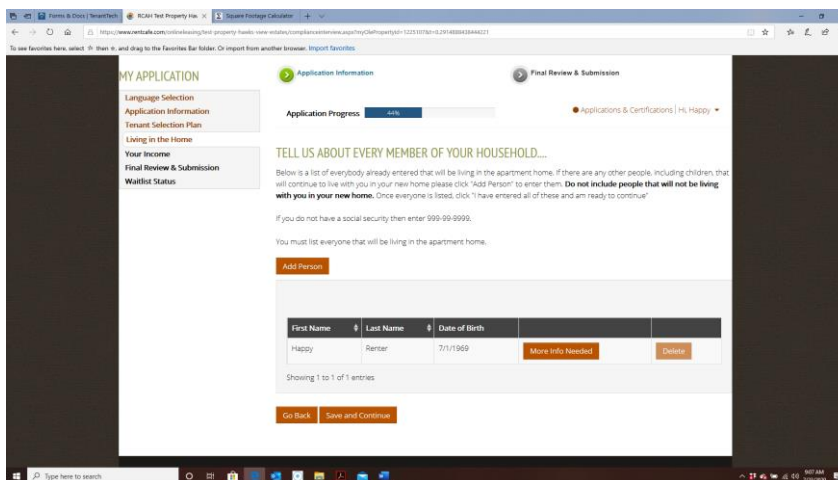 Forms & Docs | TenantTech
RCAH Test Property Haw
Square Footage Calculator
To see favorites here, select ☆ then ☆, and drag to the Favorites Bar folder. Or import from another browser. Import favorites
MY APPLICATION
Language Selection
Application Information
Tenant Selection Plan
Living in the Home
Your Income
Final Review & Submission
Waitlist Status
Application Information
Final Review & Submission
Application Progress 44%
Applications & Certifications | Hi, Happy
TELL US ABOUT EVERY MEMBER OF YOUR HOUSEHOLD....
Below is a list of everybody already entered that will be living in the apartment home. If there are any other people, including children, that
will continue to live with you in your new home please click "Add Person" to enter them. Do not include people that will not be living
with you in your new home. Once everyone is listed, click "I have entered all of these and am ready to continue"
If you do not have a social security then enter 999-99-9999.
You must list everyone that will be living in the apartment home.
Add Person
First Name Last Name Date of Birth
Happy Renter 7/1/1969 More Info Needed Delete
Showing 1 to 1 of 1 entries
Go Back Save and Continue
Type here to search
9:07 AM